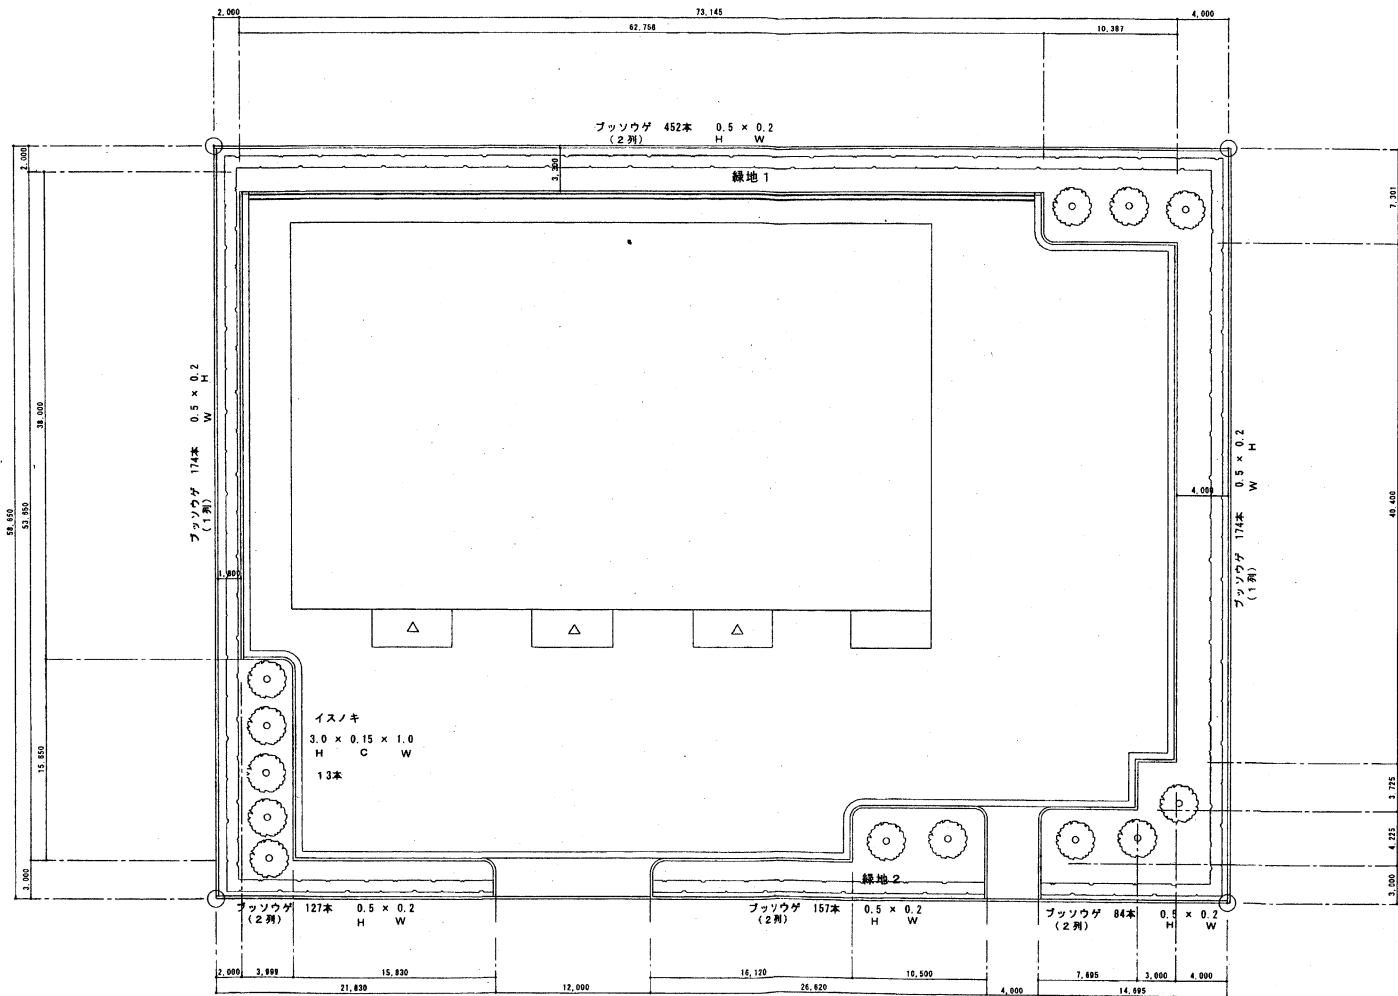 2,000
73,145
4,000
62,758
10,387
ブッソウゲ 452本 0.5 × 0.2
(2列) H W
2,000
3,300
緑地1
7,301
ブッソウゲ 174本 0.5 × 0.2
(1列) W H
38,000
58,650
53,650
1,800
4,000
40,400
ブッソウゲ 174本 0.5 × 0.2
(1列) W H
イスノキ
3.0 × 0.15 × 1.0
H C W
13本
15,650
3,725
4,225
3,000
3,000
緑地2
ブッソウゲ 127本 0.5 × 0.2
(2列) H W
ブッソウゲ 157本 0.5 × 0.2
(2列) H W
ブッソウゲ 84本 0.5 × 0.2
(2列) H W
2,000
3,999
15,830
16,120
10,500
7,695
3,000
4,000
21,830
12,000
26,620
4,000
14,695